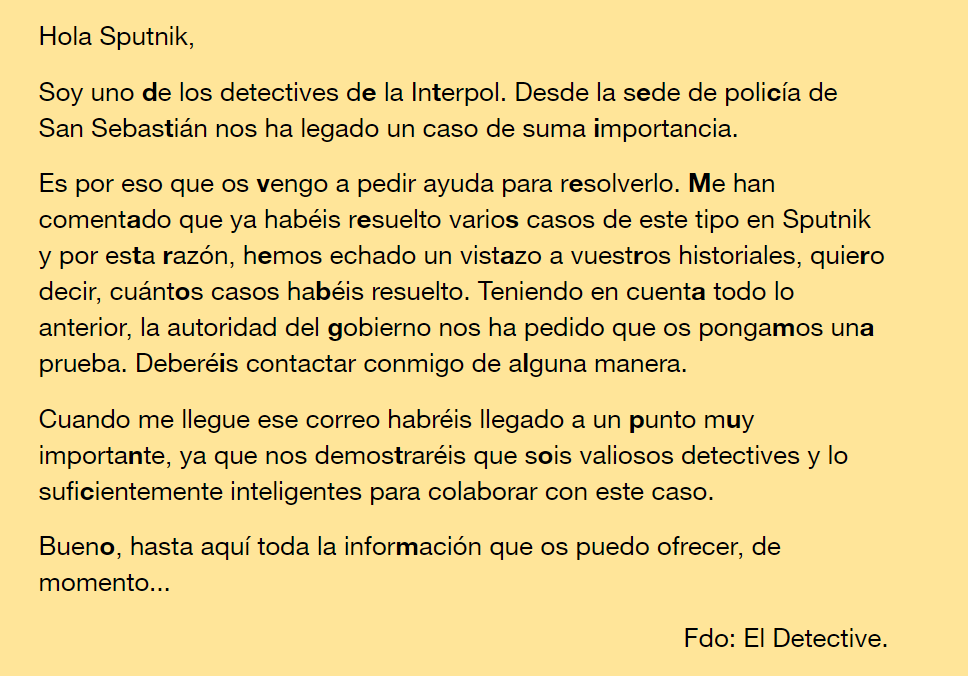 Hola Sputnik,
Soy uno de los detectives de la Interpol. Desde la sede de policía de
San Sebastián nos ha legado un caso de suma importancia.
Es por eso que os vengo a pedir ayuda para resolverlo. Me han
comentado que ya habéis resuelto varios casos de este tipo en Sputnik
y por esta razón, hemos echado un vistazo a vuestros historiales, quiero
decir, cuántos casos habéis resuelto. Teniendo en cuenta todo lo
anterior, la autoridad del gobierno nos ha pedido que os pongamos una
prueba. Deberéis contactar conmigo de alguna manera.
Cuando me llegue ese correo habréis llegado a un punto muy
importante, ya que nos demostraréis que sois valiosos detectives y lo
suficientemente inteligentes para colaborar con este caso.
Bueno, hasta aquí toda la información que os puedo ofrecer, de
momento...
Fdo: El Detective.